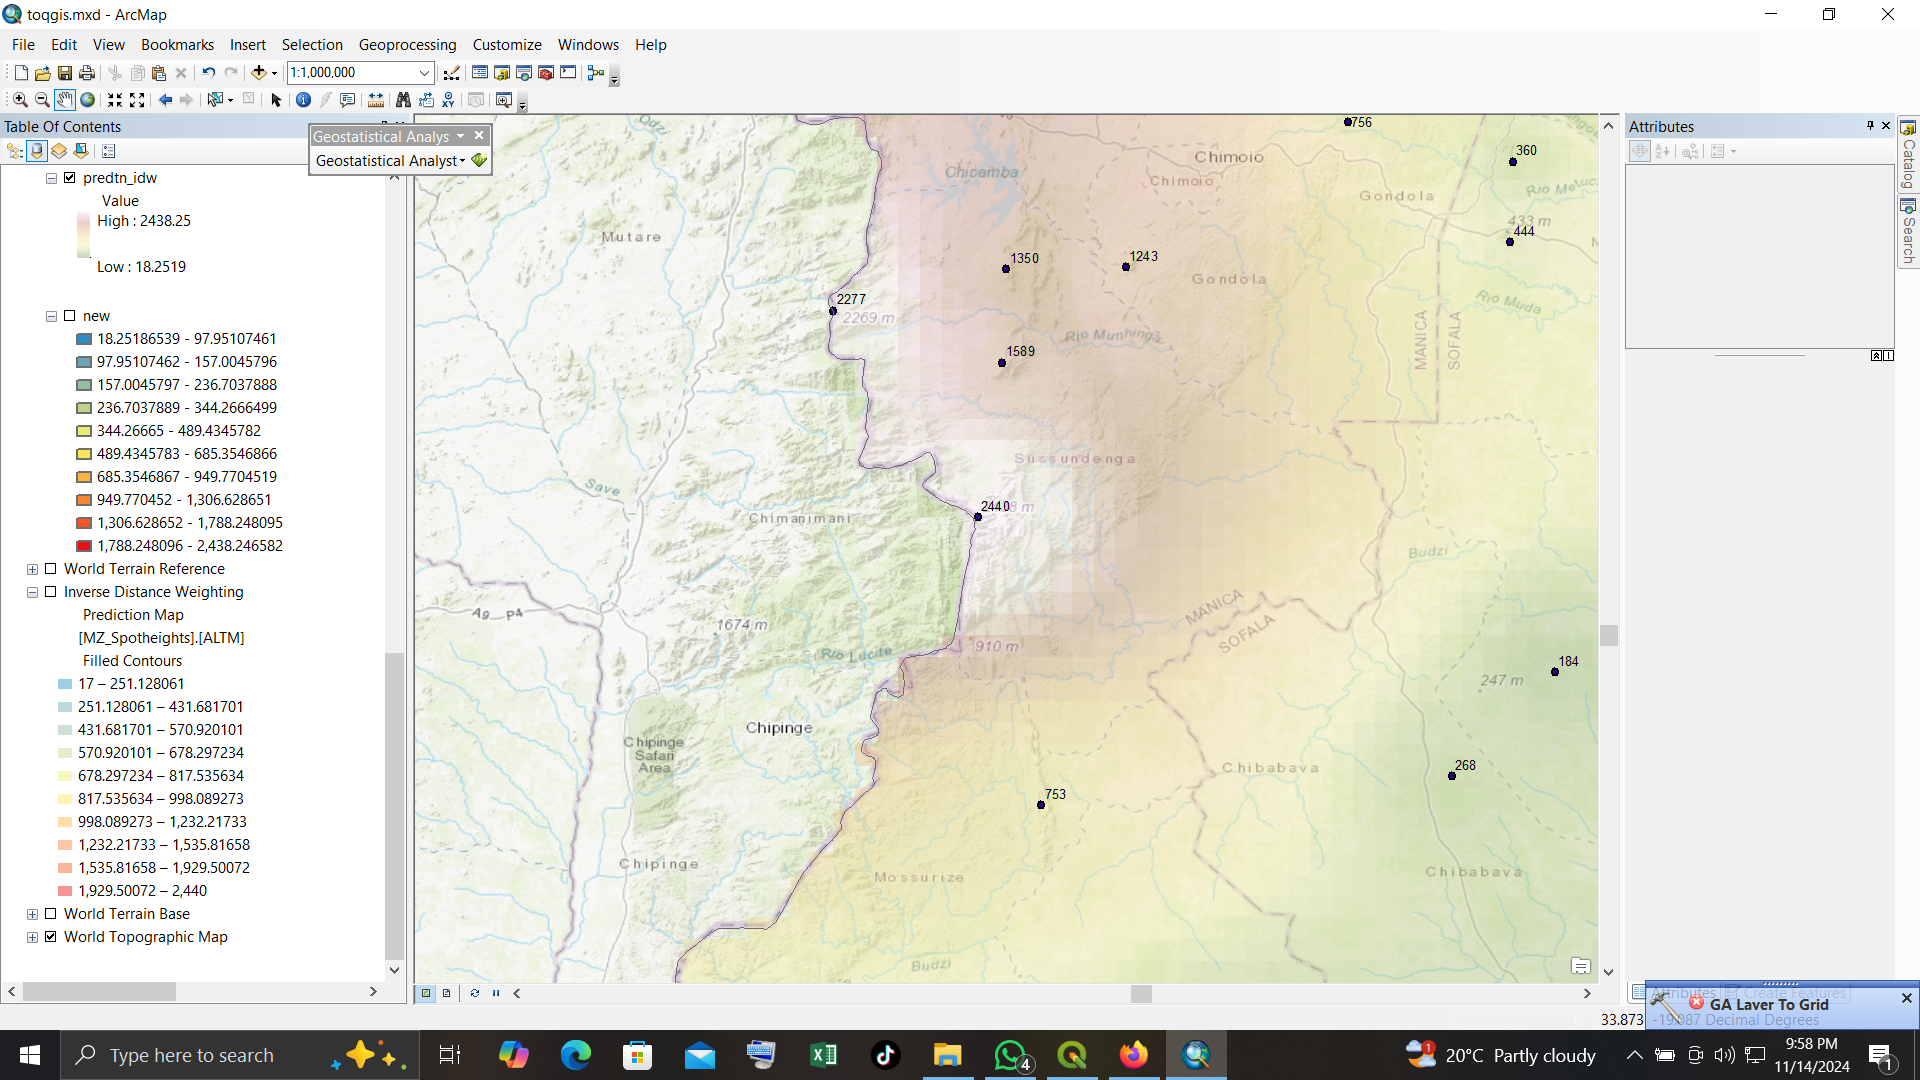 toqgis.mxd - ArcMap
File Edit View Bookmarks Insert Selection Geoprocessing Customize Windows Help
1:1,000,000
Table Of Contents
Geostatistical Analys
Geostatistical Analyst
predtn_idw
Value
High : 2438.25
Low : 18.2519
new
18.25186539 - 97.95107461
97.95107462 - 157.0045796
157.0045797 - 236.7037888
236.7037889 - 344.2666499
344.26665 - 489.4345782
489.4345783 - 685.3546866
685.3546867 - 949.7704519
949.770452 - 1,306.628651
1,306.628652 - 1,788.248095
1,788.248096 - 2,438.246582
World Terrain Reference
Inverse Distance Weighting
Prediction Map
[MZ_Spotheights].[ALTM]
Filled Contours
17 – 251.128061
251.128061 – 431.681701
431.681701 – 570.920101
570.920101 – 678.297234
678.297234 – 817.535634
817.535634 – 998.089273
998.089273 – 1,232.21733
1,232.21733 – 1,535.81658
1,535.81658 – 1,929.50072
1,929.50072 – 2,440
World Terrain Base
World Topographic Map
Odzi
756
Chimoio
360
Chicamba
Chimoio
Gondola
433 m
444
Mutare
1350
1243
Gondola
2277
2269 m
Rio Muda
Rio Munhinga
MANICA
SOFALA
1589
Sussundenga
Save
2440
Chimanimani
Budzi
MANICA
SOFALA
A9 P4
1674 m
Rio Lucite
910 m
184
247 m
Chipinge
Chipinge
Safari
Area
Chibabava
268
753
Chipinge
Mossurize
Chibabava
Budzi
Attributes
Catalog
Search
Attributes
Create Features
GA Layer To Grid
33.873
-19.087 Decimal Degrees
Type here to search
4
1
20°C Partly cloudy
9:58 PM
11/14/2024
1